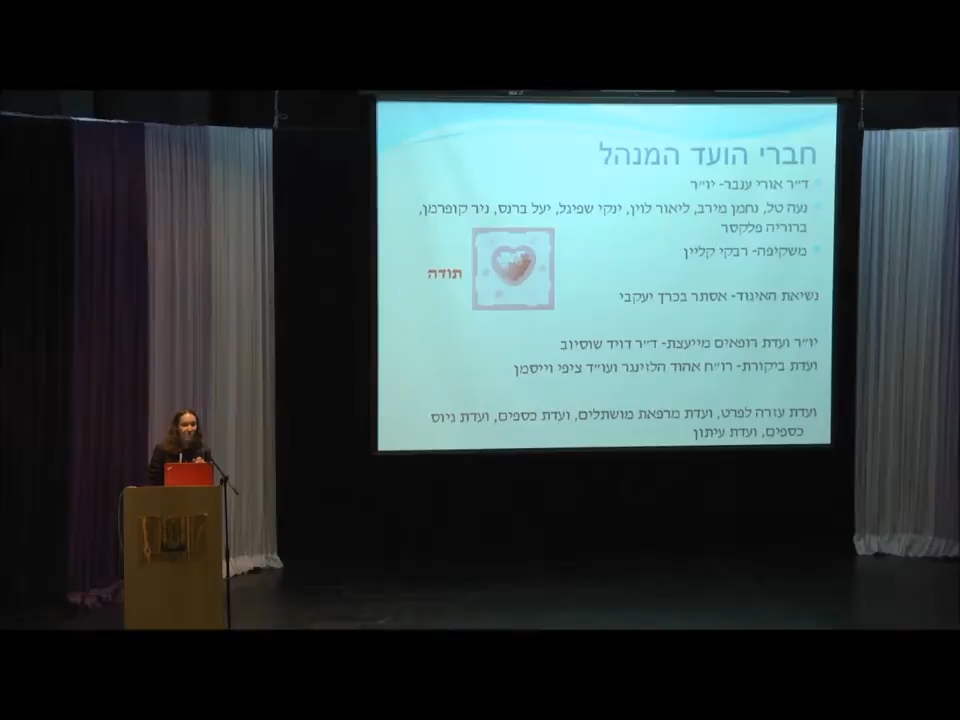 חברי הועד המנהל
ד״ר אורי ענבר- יו״ר
נעה טל, נחמן מירב, ליאור לוין, ינקי שפיגל, יעל ברנס, ניר קופרמן,
ברוריה פלקסר
משקיפה- רבקי קליין
תודה
נשיאת האיגוד- אסתר בכרך יעקבי
יו״ר ועדת רופאים מייעצת- ד״ר דויד שוסיוב
ועדת ביקורת- רו״ח אהוד הלזינגר ועו״ד ציפי וייסמן
ועדת עזרה לפרט, ועדת מרפאת מושתלים, ועדת כספים, ועדת גיוס
כספים, ועדת עיתון